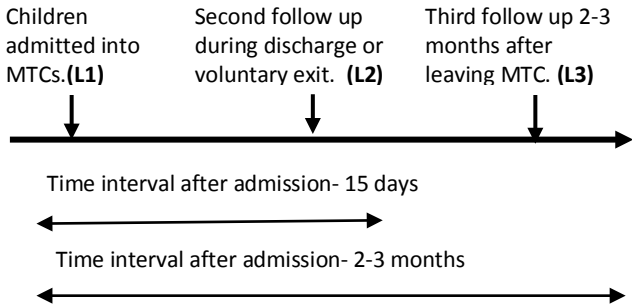 Children
admitted into
MTCs.(L1)
Second follow up
during discharge or
voluntary exit. (L2)
Third follow up 2-3
months after
leaving MTC. (L3)
Time interval after admission- 15 days
Time interval after admission- 2-3 months